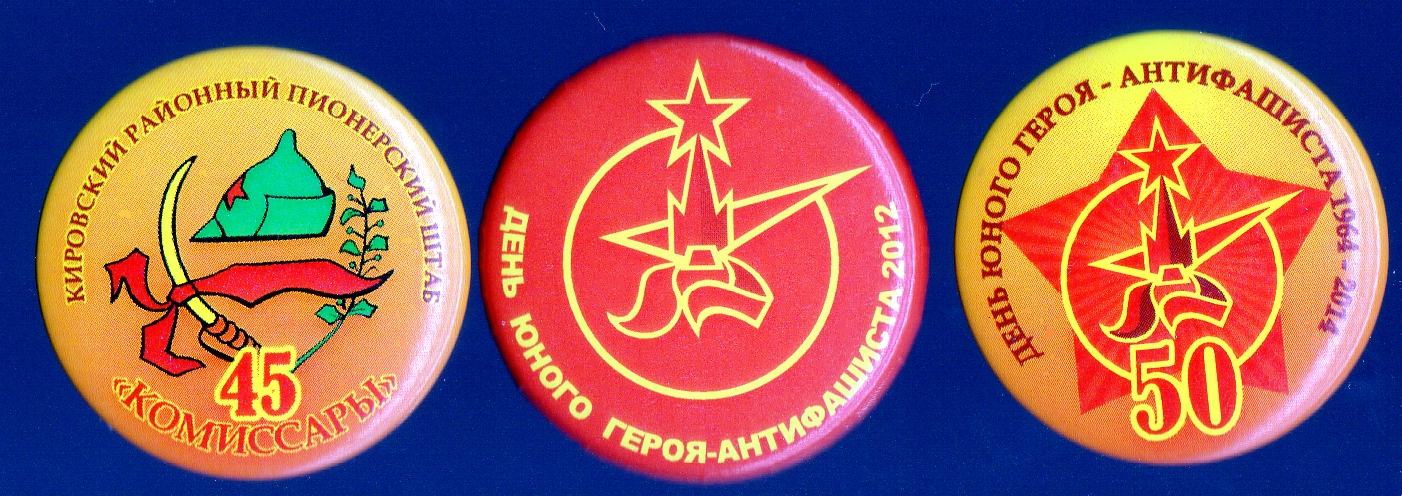 КИРОВСКИЙ РАЙОННЫЙ ПИОНЕРСКИЙ ШТАБ
45
«КОМИССАРЫ»
ДЕНЬ ЮНОГО ГЕРОЯ-АНТИФАШИСТА 2012
ДЕНЬ ЮНОГО ГЕРОЯ - АНТИФАШИСТА 1964 - 2014
50